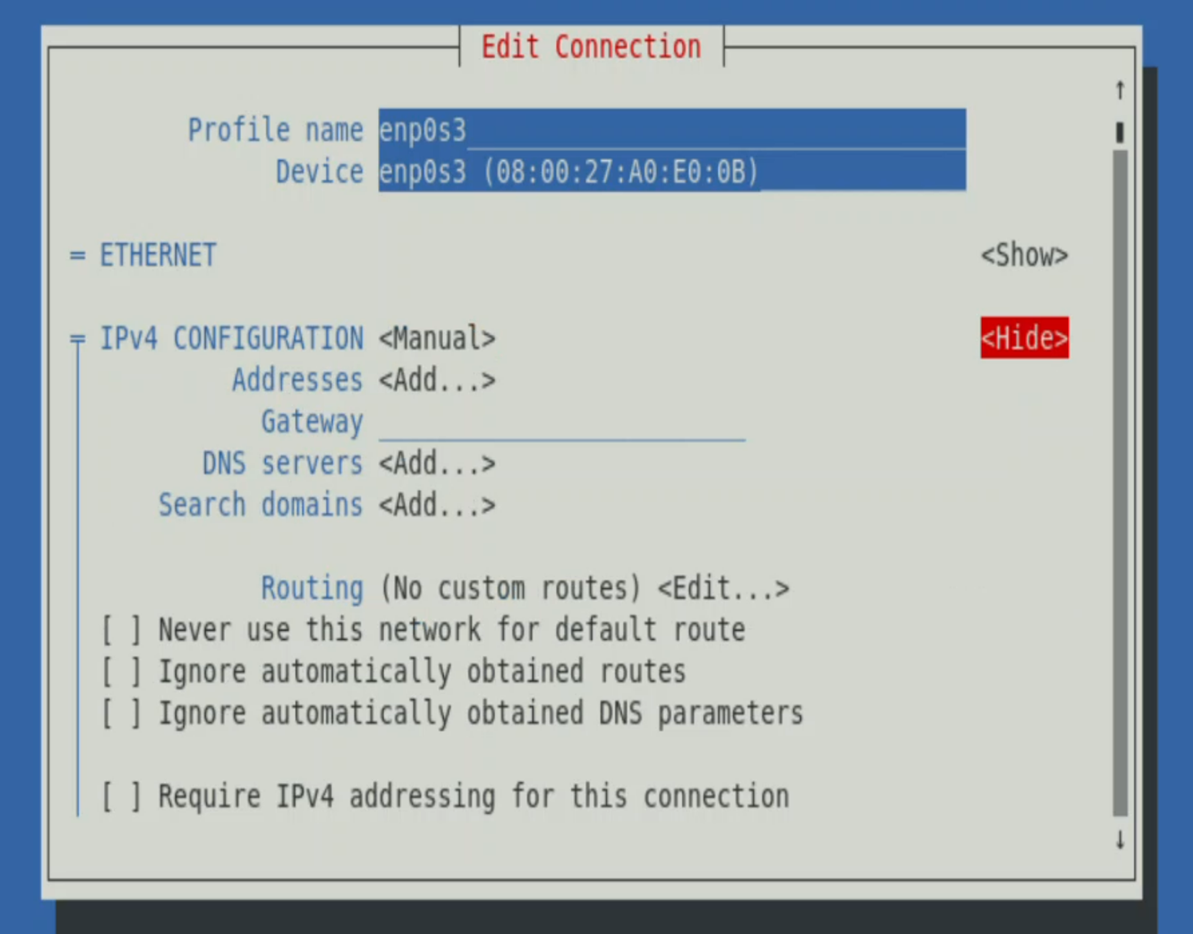 Edit Connection
↑
Profile name enp0s3
Device enp0s3 (08:00:27:A0:E0:0B)
= ETHERNET <Show>
= IPv4 CONFIGURATION <Manual> <Hide>
Addresses <Add...>
Gateway
DNS servers <Add...>
Search domains <Add...>
Routing (No custom routes) <Edit...>
[ ] Never use this network for default route
[ ] Ignore automatically obtained routes
[ ] Ignore automatically obtained DNS parameters
[ ] Require IPv4 addressing for this connection
↓